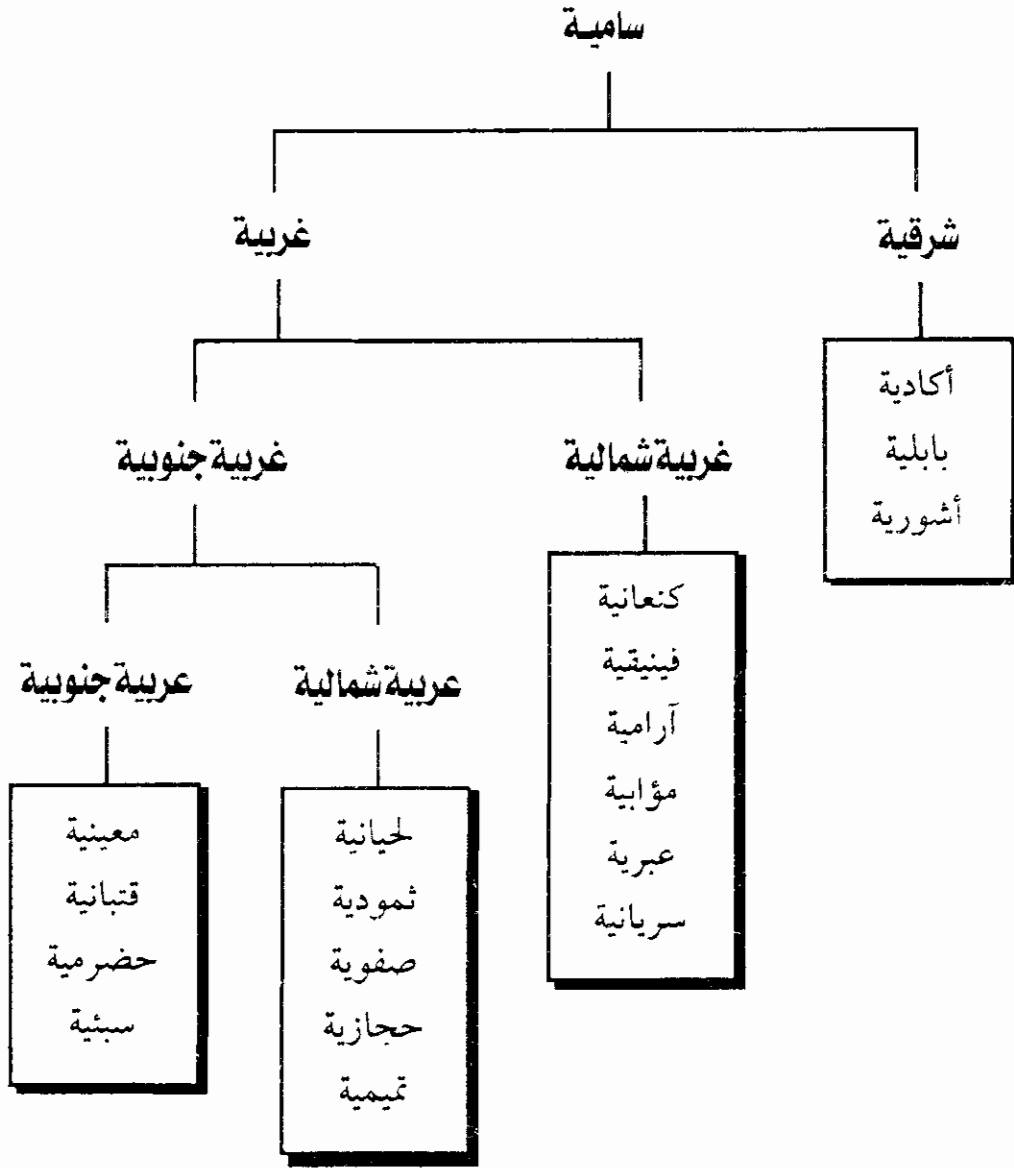 سامية
شرقية
غربية
أكادية
بابلية
أشورية
غربية شمالية
غربية جنوبية
كنعانية
فينيقية
آرامية
مؤابية
عبرية
سريانية
عربية شمالية
عربية جنوبية
لحيانية
ثمودية
صفوية
حجازية
تميمية
معينية
قتبانية
حضرمية
سبئية